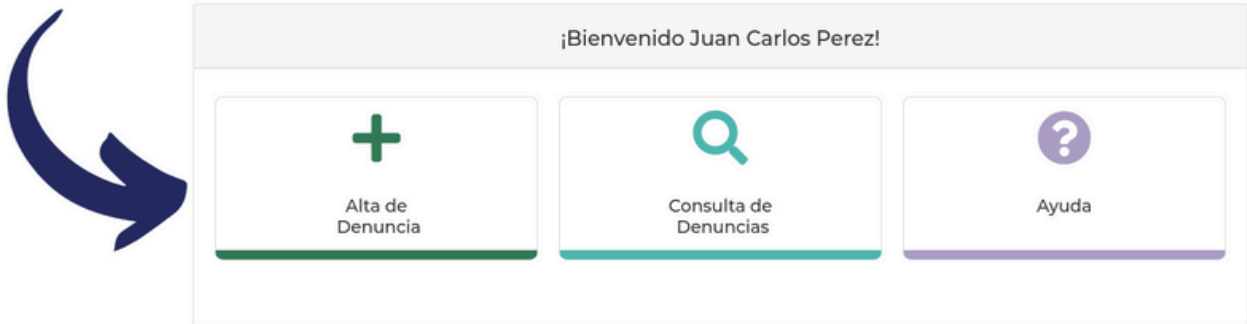 ¡Bienvenido Juan Carlos Perez!
Alta de
Denuncia
Consulta de
Denuncias
Ayuda